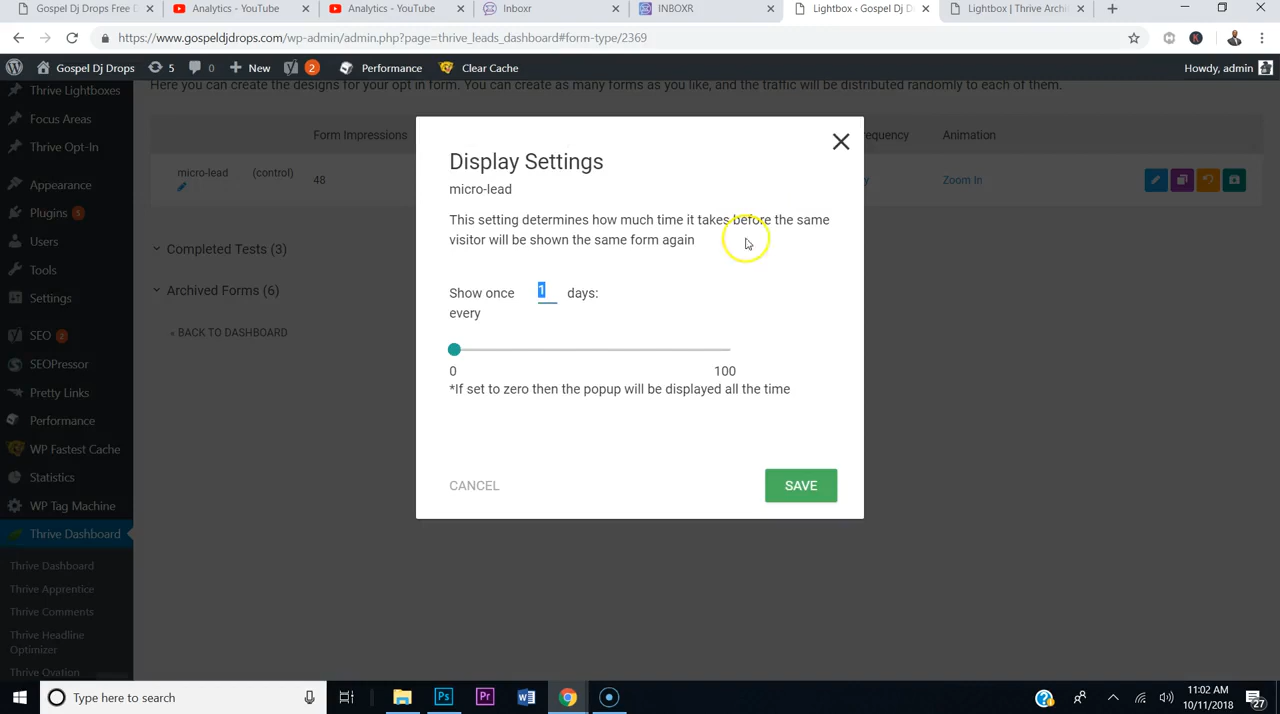 Gospel Dj Drops Free D
Analytics - YouTube
Analytics - YouTube
Inboxr
INBOXR
Lightbox ‹ Gospel Dj D
Lightbox | Thrive Archi
https://www.gospeldjdrops.com/wp-admin/admin.php?page=thrive_leads_dashboard#form-type/2369
Gospel Dj Drops
5
0
New
2
Performance
Clear Cache
Howdy, admin
Thrive Lightboxes
Focus Areas
Thrive Opt-In
Appearance
Plugins 5
Users
Tools
Settings
SEO 2
SEOPressor
Pretty Links
Performance
WP Fastest Cache
Statistics
WP Tag Machine
Thrive Dashboard
Thrive Dashboard
Thrive Apprentice
Thrive Comments
Thrive Headline
Optimizer
Thrive Ovation
Here you can create the designs for your opt in form. You can create as many forms as you like, and the traffic will be distributed randomly to each of them.
Form Impressions
equency
Animation
micro-lead (control)
48
y
Zoom In
Completed Tests (3)
Archived Forms (6)
« BACK TO DASHBOARD
Display Settings
micro-lead
This setting determines how much time it takes before the same
visitor will be shown the same form again
Show once 1 days:
every
0 100
*If set to zero then the popup will be displayed all the time
CANCEL
SAVE
Type here to search
Ps
Pr
11:02 AM
10/11/2018
27